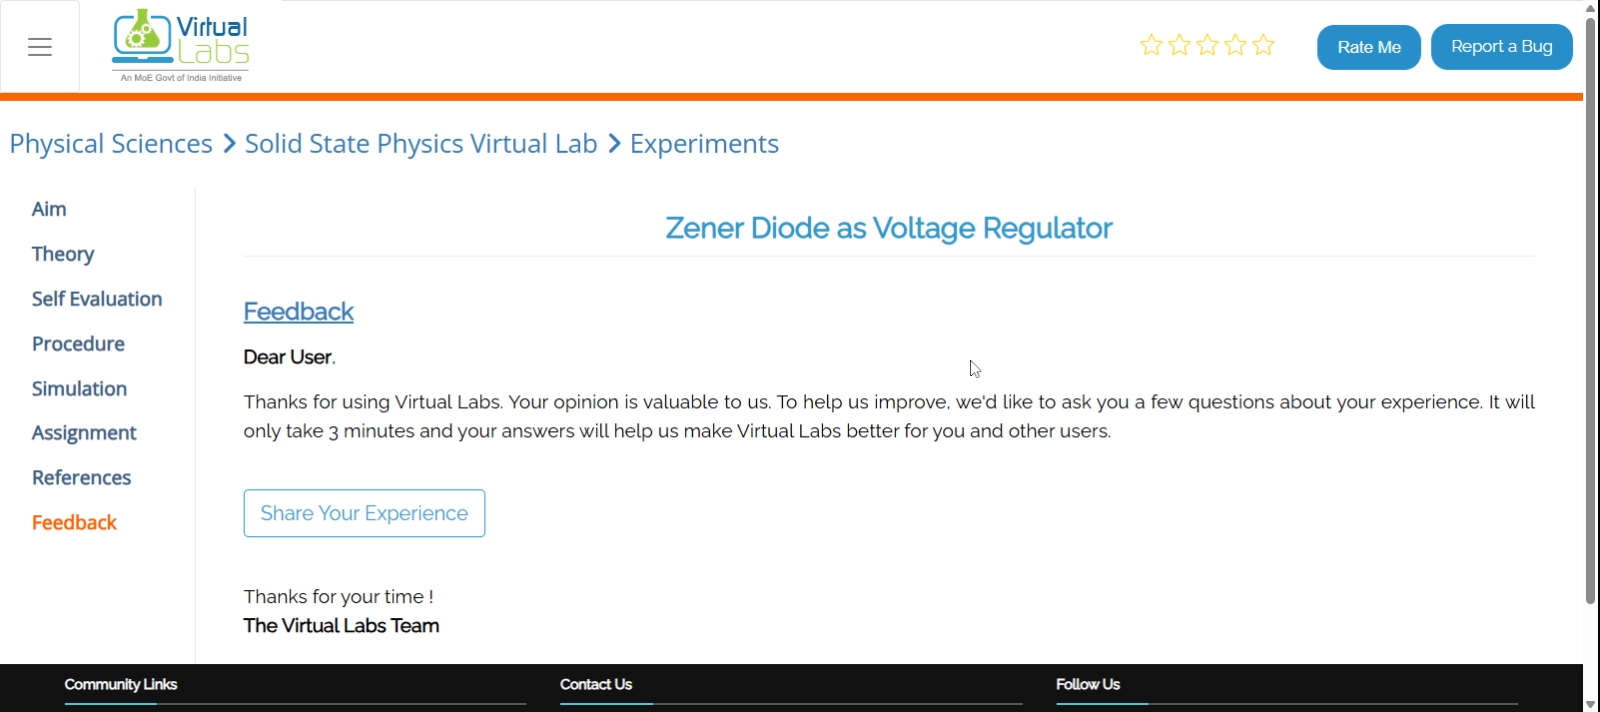 Virtual
Labs
An MoE Govt of India Initiative
Rate Me
Report a Bug
Physical Sciences > Solid State Physics Virtual Lab > Experiments
Aim
Theory
Self Evaluation
Procedure
Simulation
Assignment
References
Feedback
Zener Diode as Voltage Regulator
Feedback
Dear User,
Thanks for using Virtual Labs. Your opinion is valuable to us. To help us improve, we'd like to ask you a few questions about your experience. It will
only take 3 minutes and your answers will help us make Virtual Labs better for you and other users.
Share Your Experience
Thanks for your time !
The Virtual Labs Team
Community Links
Contact Us
Follow Us